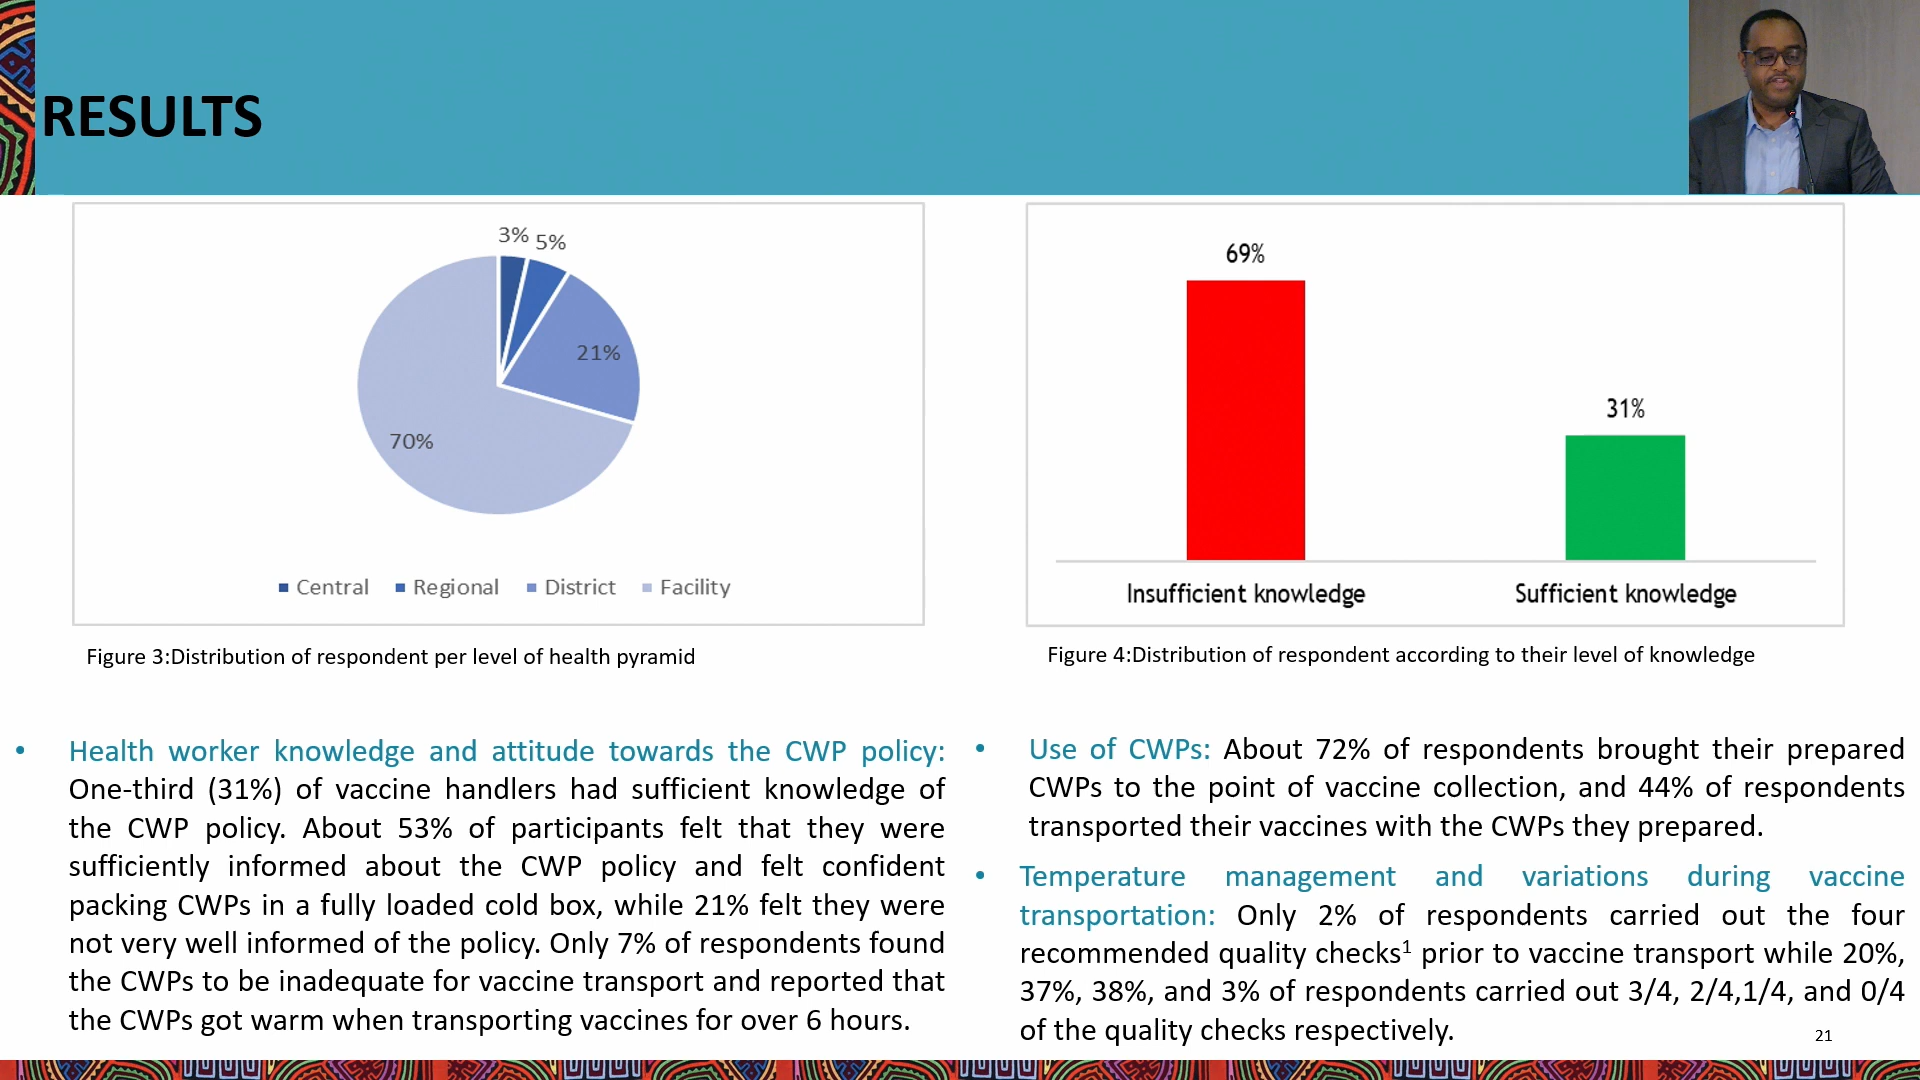 RESULTS
3%
5%
21%
70%
Central
Regional
District
Facility
Figure 3:Distribution of respondent per level of health pyramid
69%
31%
Insufficient knowledge
Sufficient knowledge
Figure 4:Distribution of respondent according to their level of knowledge
• Health worker knowledge and attitude towards the CWP policy:
One-third (31%) of vaccine handlers had sufficient knowledge of
the CWP policy. About 53% of participants felt that they were
sufficiently informed about the CWP policy and felt confident
packing CWPs in a fully loaded cold box, while 21% felt they were
not very well informed of the policy. Only 7% of respondents found
the CWPs to be inadequate for vaccine transport and reported that
the CWPs got warm when transporting vaccines for over 6 hours.
• Use of CWPs: About 72% of respondents brought their prepared
CWPs to the point of vaccine collection, and 44% of respondents
transported their vaccines with the CWPs they prepared.
• Temperature management and variations during vaccine
transportation: Only 2% of respondents carried out the four
recommended quality checks¹ prior to vaccine transport while 20%,
37%, 38%, and 3% of respondents carried out 3/4, 2/4,1/4, and 0/4
of the quality checks respectively.
21